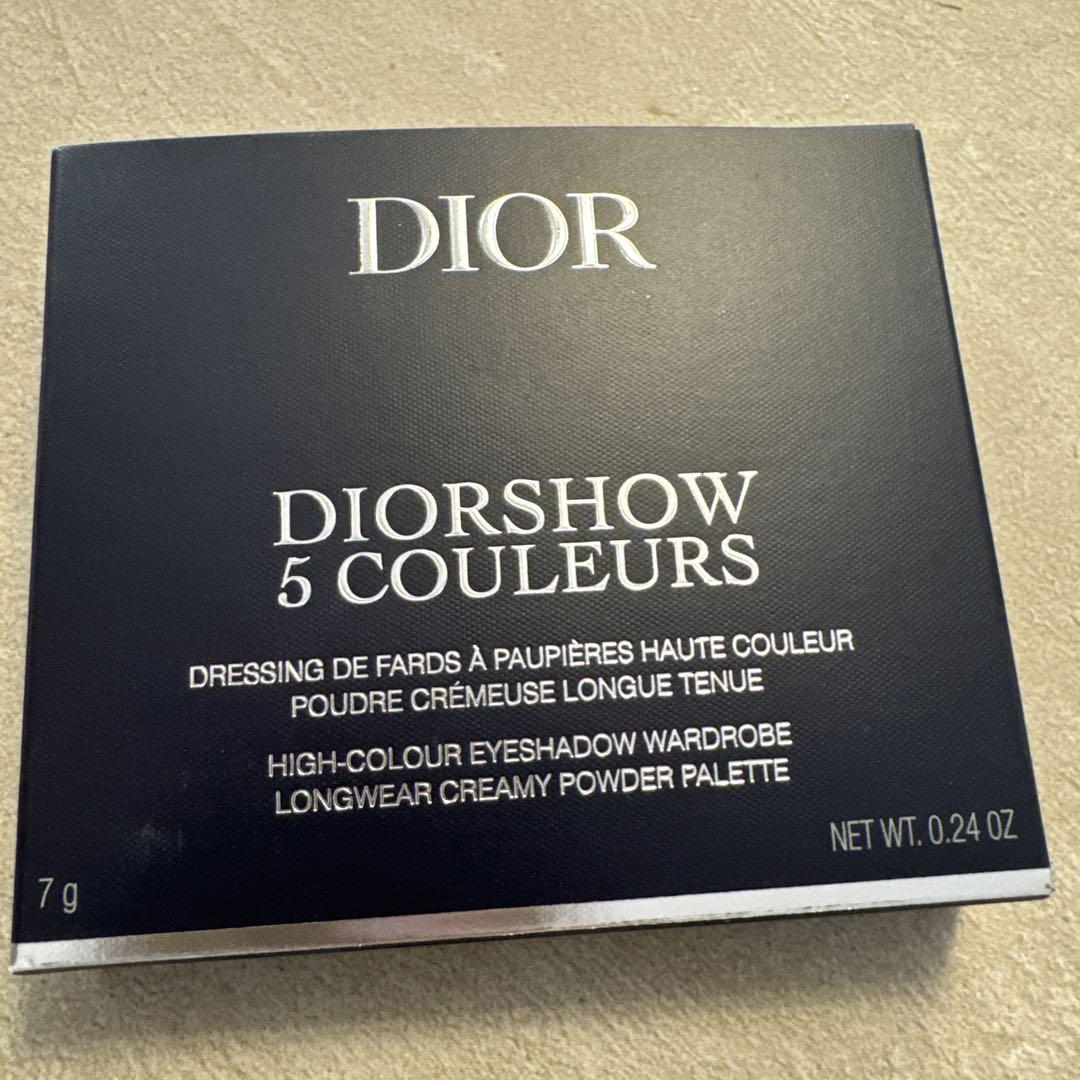 DIOR
DIORSHOW
5 COULEURS
DRESSING DE FARDS À PAUPIÈRES HAUTE COULEUR
POUDRE CRÉMEUSE LONGUE TENUE
HIGH-COLOUR EYESHADOW WARDROBE
LONGWEAR CREAMY POWDER PALETTE
NET WT. 0.24 OZ
7 g